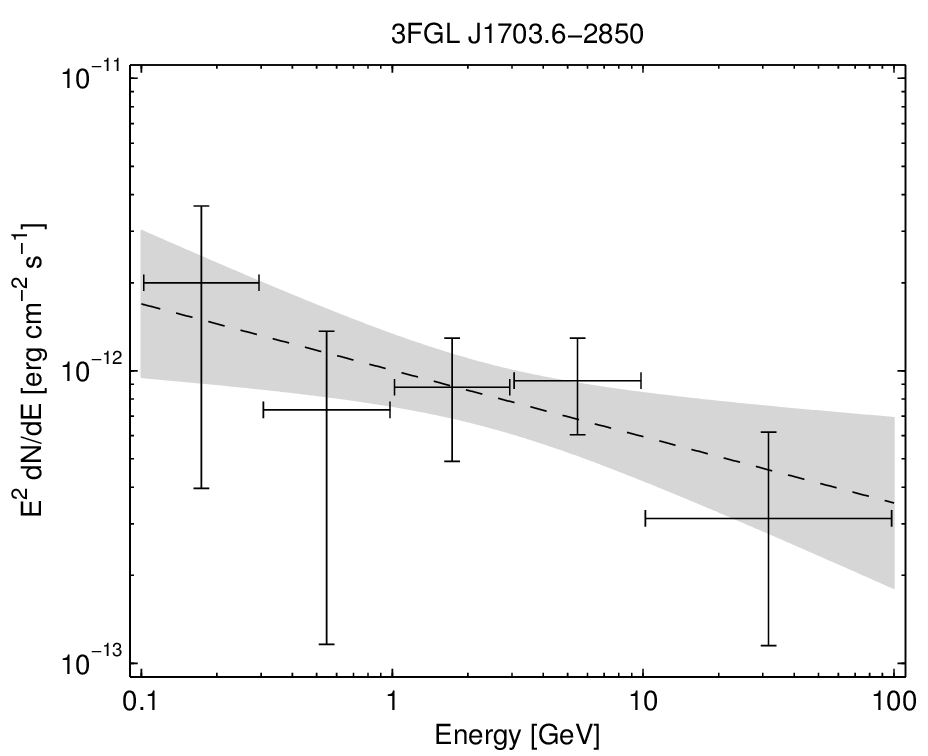 3FGL J1703.6−2850
10⁻¹¹
10⁻¹²
10⁻¹³
E² dN/dE [erg cm⁻² s⁻¹]
0.1 1 10 100
Energy [GeV]